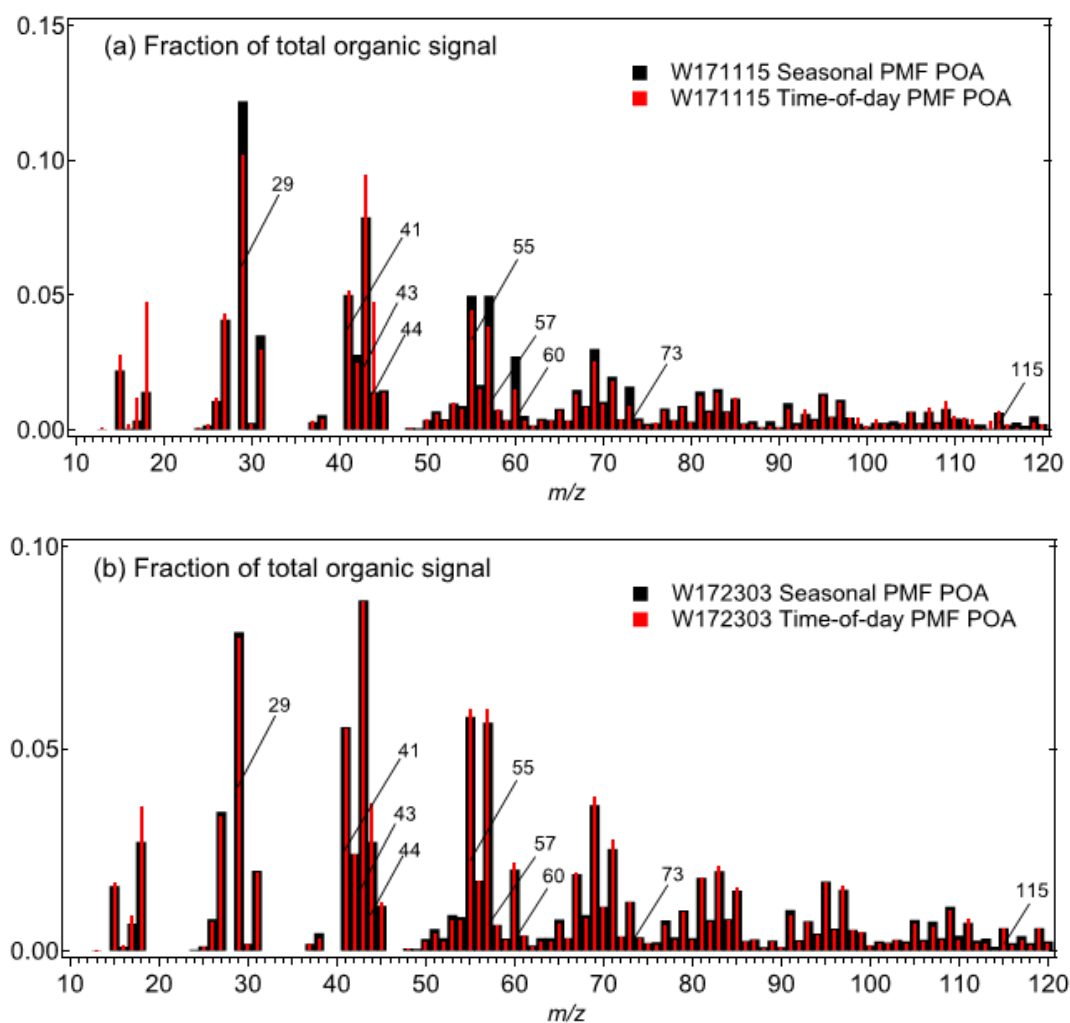 0.15
(a) Fraction of total organic signal
W171115 Seasonal PMF POA
W171115 Time-of-day PMF POA
0.10
29
41
55
0.05
43
44
57
60
73
115
0.00
10 20 30 40 50 60 70 80 90 100 110 120
m/z
0.10
(b) Fraction of total organic signal
W172303 Seasonal PMF POA
W172303 Time-of-day PMF POA
29
0.05
41
55
43
44
57
60
73
115
0.00
10 20 30 40 50 60 70 80 90 100 110 120
m/z